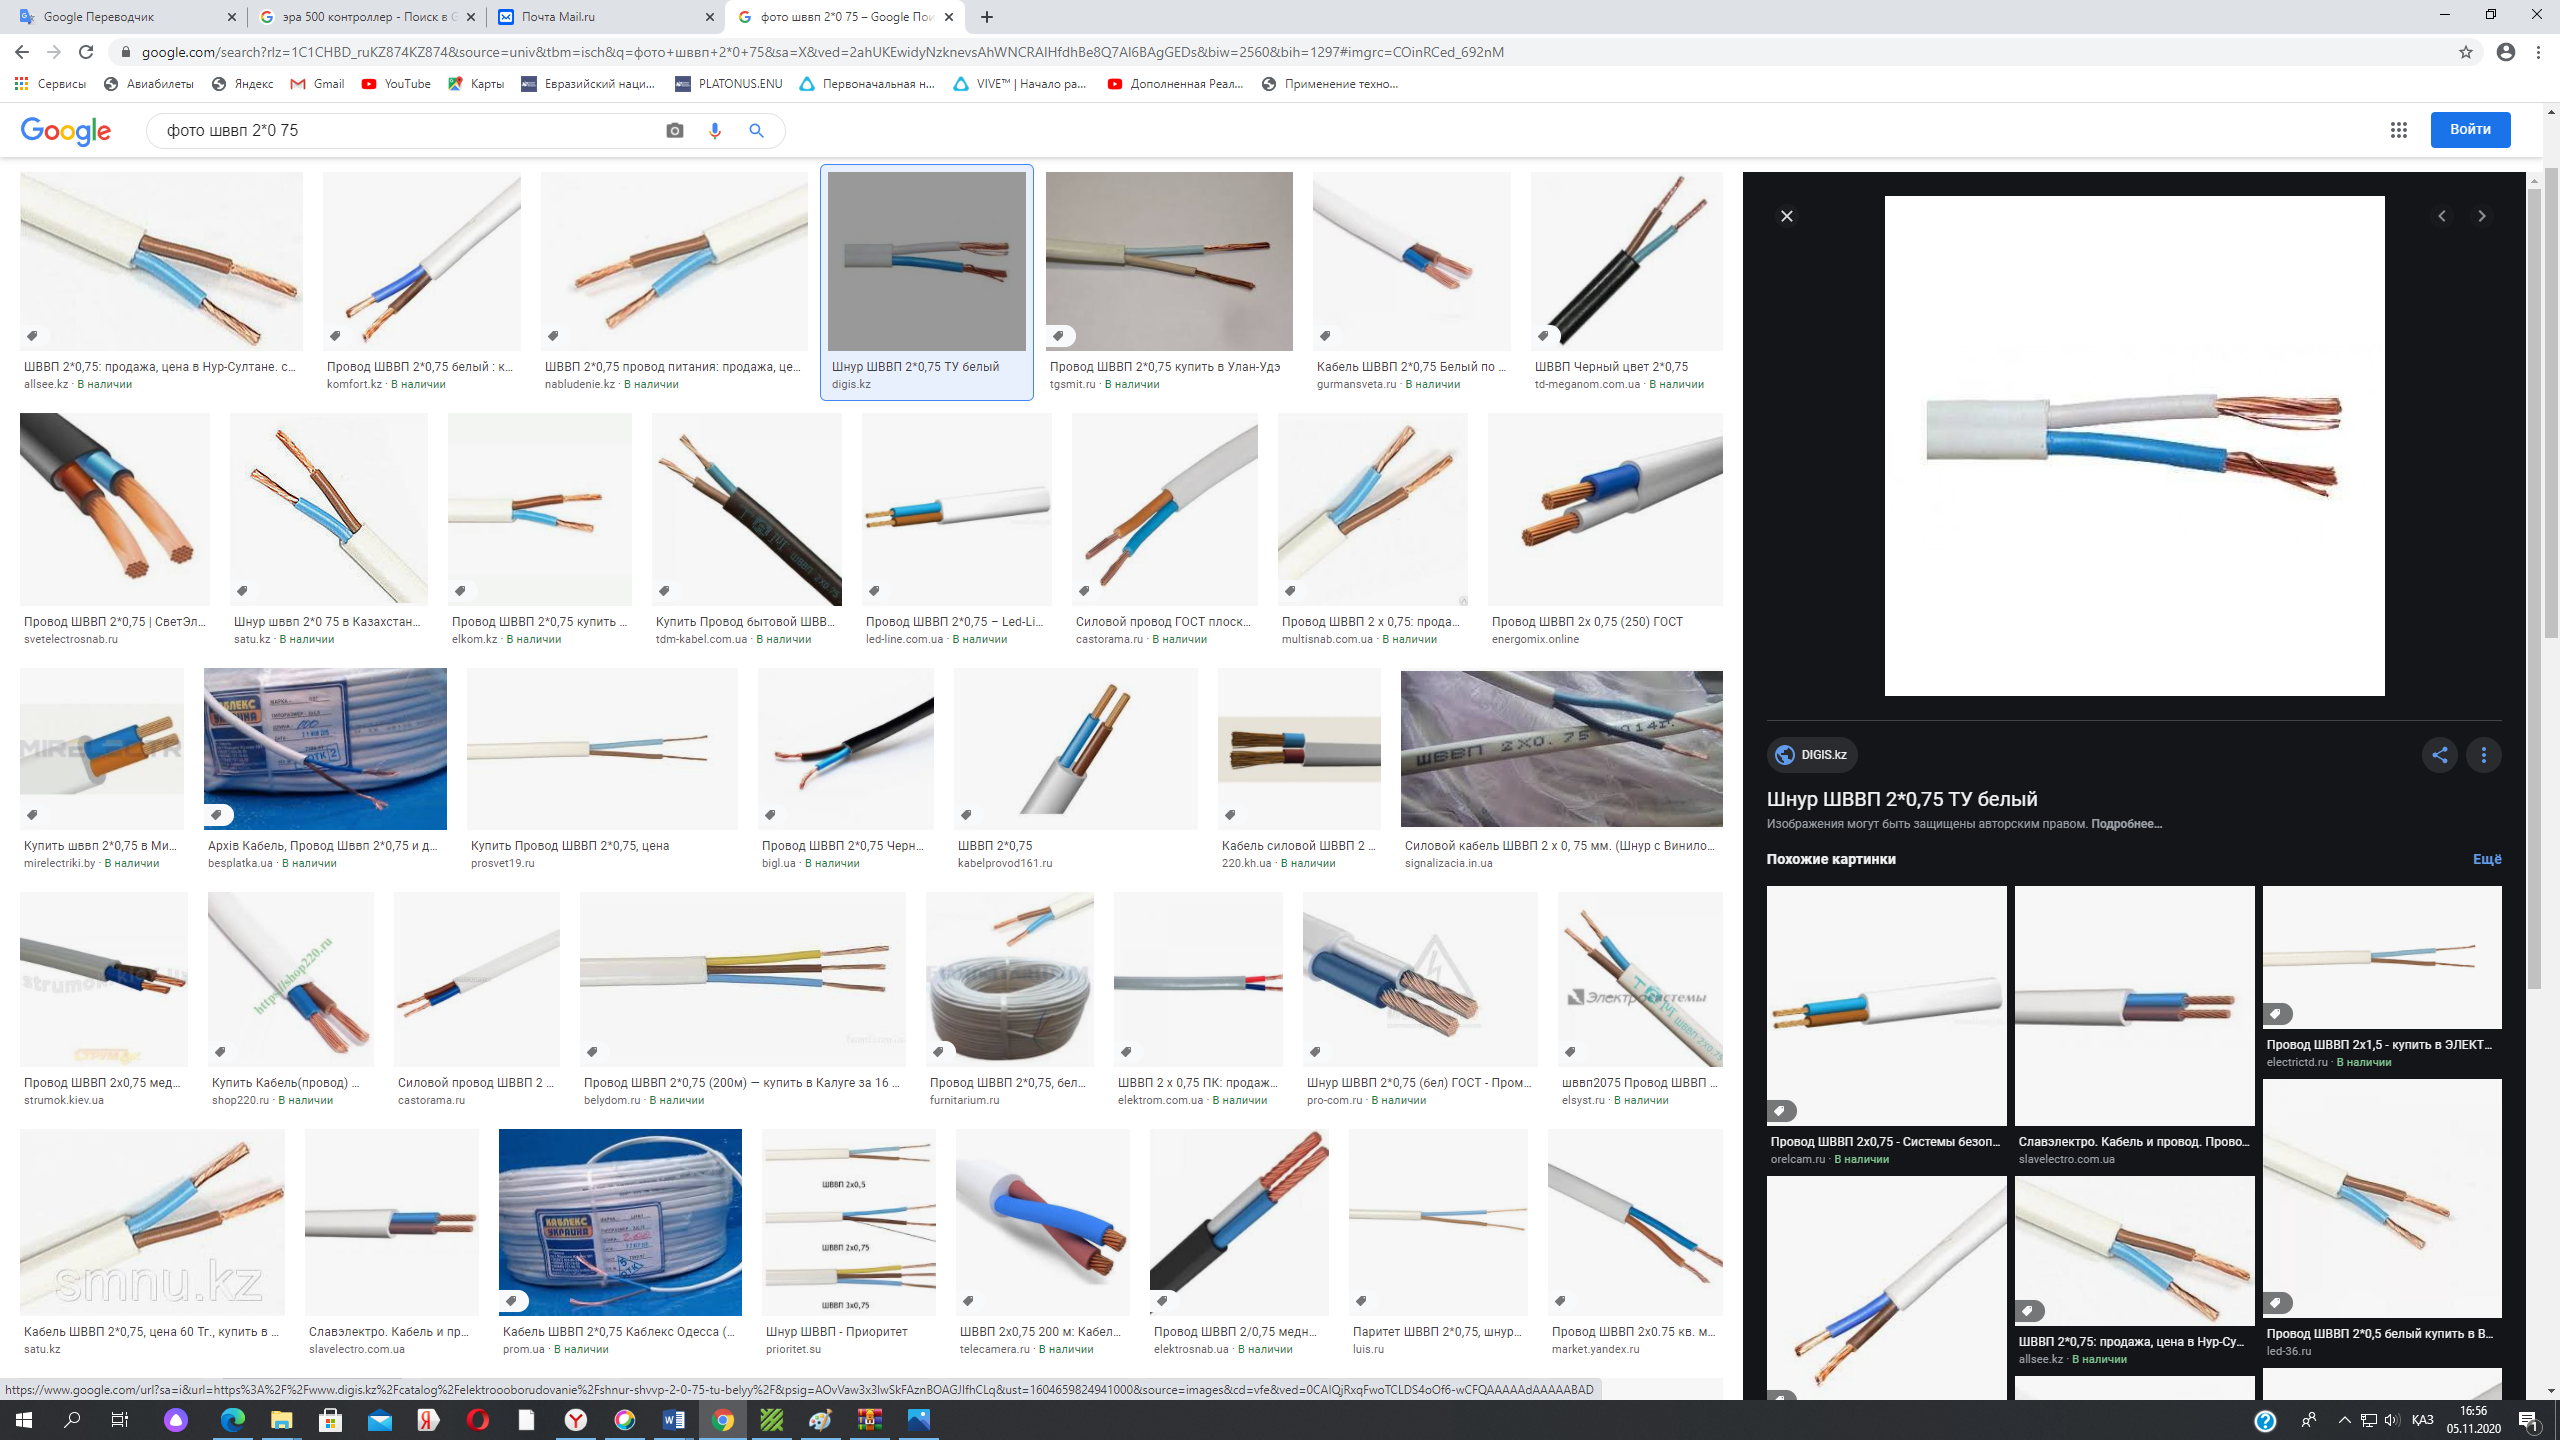 Google Переводчик
эра 500 контроллер - Поиск в G
Почта Mail.ru
фото шввп 2*0 75 – Google Пои
google.com/search?rlz=1C1CHBD_ruKZ874KZ874&source=univ&tbm=isch&q=фото+шввп+2*0+75&sa=X&ved=2ahUKEwidyNzknevsAhWNCRAIHfdhBe8Q7Al6BAgGEDs&biw=2560&bih=1297#imgrc=COinRCed_692nM
Сервисы Авиабилеты Яндекс Gmail YouTube Карты Евразийский наци... PLATONUS.ENU Первоначальная н... VIVE™ | Начало ра... Дополненная Реал... Применение техно...
Google
фото шввп 2*0 75
Войти
ШВВП 2*0,75: продажа, цена в Нур-Султане. с...
allsee.kz · В наличии
Провод ШВВП 2*0,75 белый : к...
komfort.kz · В наличии
ШВВП 2*0,75 провод питания: продажа, це...
nabludenie.kz · В наличии
Шнур ШВВП 2*0,75 ТУ белый
digis.kz
Провод ШВВП 2*0,75 купить в Улан-Удэ
tgsmit.ru · В наличии
Кабель ШВВП 2*0,75 Белый по ...
gurmansveta.ru · В наличии
ШВВП Черный цвет 2*0,75
td-meganom.com.ua · В наличии
Провод ШВВП 2*0,75 | СветЭл...
svetelectrosnab.ru
Шнур шввп 2*0 75 в Казахстан...
satu.kz · В наличии
Провод ШВВП 2*0,75 купить ...
elkom.kz · В наличии
Купить Провод бытовой ШВВ...
tdm-kabel.com.ua · В наличии
Провод ШВВП 2*0,75 – Led-Li...
led-line.com.ua · В наличии
Силовой провод ГОСТ плоск...
castorama.ru · В наличии
Провод ШВВП 2 х 0,75: прода...
multisnab.com.ua · В наличии
Провод ШВВП 2х 0,75 (250) ГОСТ
energomix.online
КАБЛЕКС
УКРАИНА
ШВВП 2X0.75
Купить шввп 2*0,75 в Ми...
mirelectriki.by · В наличии
Архів Кабель, Провод Шввп 2*0,75 и д...
besplatka.ua · В наличии
Купить Провод ШВВП 2*0,75, цена
prosvet19.ru
Провод ШВВП 2*0,75 Черн...
bigl.ua · В наличии
ШВВП 2*0,75
kabelprovod161.ru
Кабель силовой ШВВП 2 ...
220.kh.ua · В наличии
Силовой кабель ШВВП 2 х 0, 75 мм. (Шнур с Винило...
signalizacia.in.ua
https://shop220.ru
Электросистемы
Провод ШВВП 2х0,75 мед...
strumok.kiev.ua
Купить Кабель(провод) ...
shop220.ru · В наличии
Силовой провод ШВВП 2 ...
castorama.ru
Провод ШВВП 2*0,75 (200м) — купить в Калуге за 16 ...
belydom.ru · В наличии
Провод ШВВП 2*0,75, бел...
furnitarium.ru
ШВВП 2 х 0,75 ПК: продаж...
elektrom.com.ua · В наличии
Шнур ШВВП 2*0,75 (бел) ГОСТ - Пром...
pro-com.ru · В наличии
шввп2075 Провод ШВВП ...
elsyst.ru · В наличии
smnu.kz
КАБЛЕКС
УКРАИНА
ШВВП 2х0,5
ШВВП 2х0,75
ШВВП 3х0,75
Кабель ШВВП 2*0,75, цена 60 Тг., купить в ...
satu.kz
Славэлектро. Кабель и пр...
slavelectro.com.ua
Кабель ШВВП 2*0,75 Каблекс Одесса (...
prom.ua · В наличии
Шнур ШВВП - Приоритет
prioritet.su
ШВВП 2х0,75 200 м: Кабел...
telecamera.ru · В наличии
Провод ШВВП 2/0,75 медн...
elektrosnab.ua · В наличии
Паритет ШВВП 2*0,75, шнур...
luis.ru
Провод ШВВП 2х0.75 кв. м...
market.yandex.ru
DIGIS.kz
Шнур ШВВП 2*0,75 ТУ белый
Изображения могут быть защищены авторским правом. Подробнее...
Похожие картинки
Ещё
Провод ШВВП 2х0,75 - Системы безоп...
orelcam.ru · В наличии
Славэлектро. Кабель и провод. Прово...
slavelectro.com.ua
Провод ШВВП 2х1,5 - купить в ЭЛЕКТ...
electrictd.ru · В наличии
ШВВП 2*0,75: продажа, цена в Нур-Су...
allsee.kz · В наличии
Провод ШВВП 2*0,5 белый купить в В...
led-36.ru
https://www.google.com/url?sa=i&url=https%3A%2F%2Fwww.digis.kz%2Fcatalog%2Felektroooborudovanie%2Fshnur-shvvp-2-0-75-tu-belyy%2F&psig=AOvVaw3x3IwSkFAznBOAGJIfhCLq&ust=1604659824941000&source=images&cd=vfe&ved=0CAIQjRxqFwoTCLDS4oOf6-wCFQAAAAAdAAAAABAD
ҚАЗ
16:56
05.11.2020